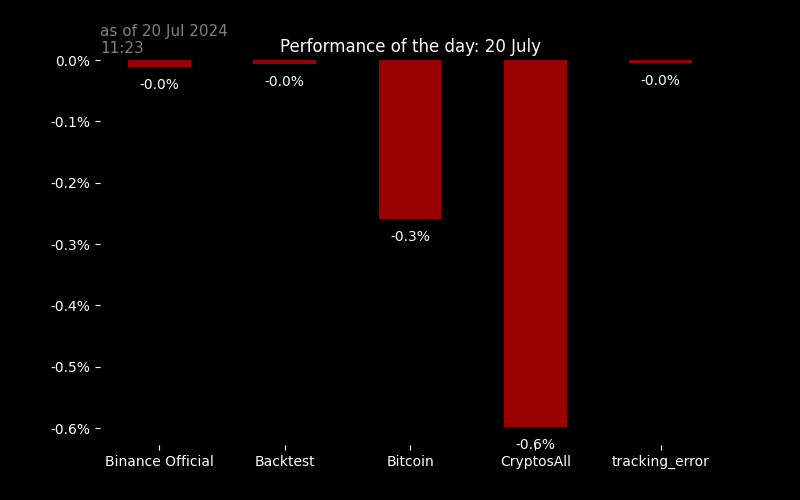 as of 20 Jul 2024
11:23
Performance of the day: 20 July
0.0%
-0.1%
-0.2%
-0.3%
-0.4%
-0.5%
-0.6%
-0.0%
-0.0%
-0.3%
-0.6%
-0.0%
Binance Official
Backtest
Bitcoin
CryptosAll
tracking_error